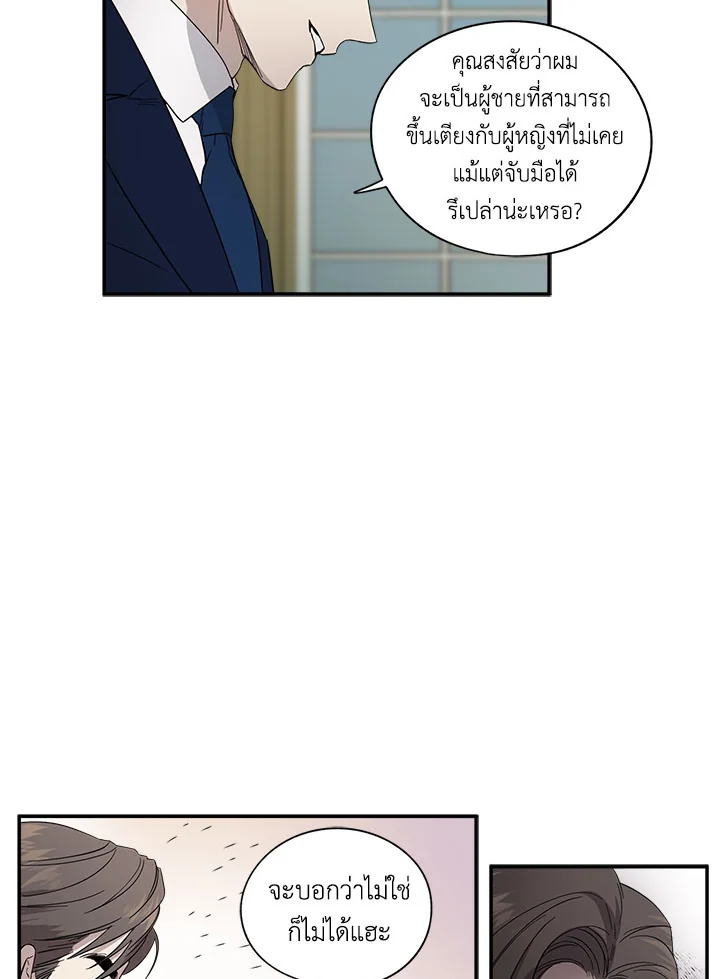 คุณสงสัยว่าผม
จะเป็นผู้ชายที่สามารถ
ขึ้นเตียงกับผู้หญิงที่ไม่เคย
แม้แต่จับมือได้
รึเปล่าน่ะเหรอ?
จะบอกว่าไม่ใช่
ก็ไม่ได้แฮะ